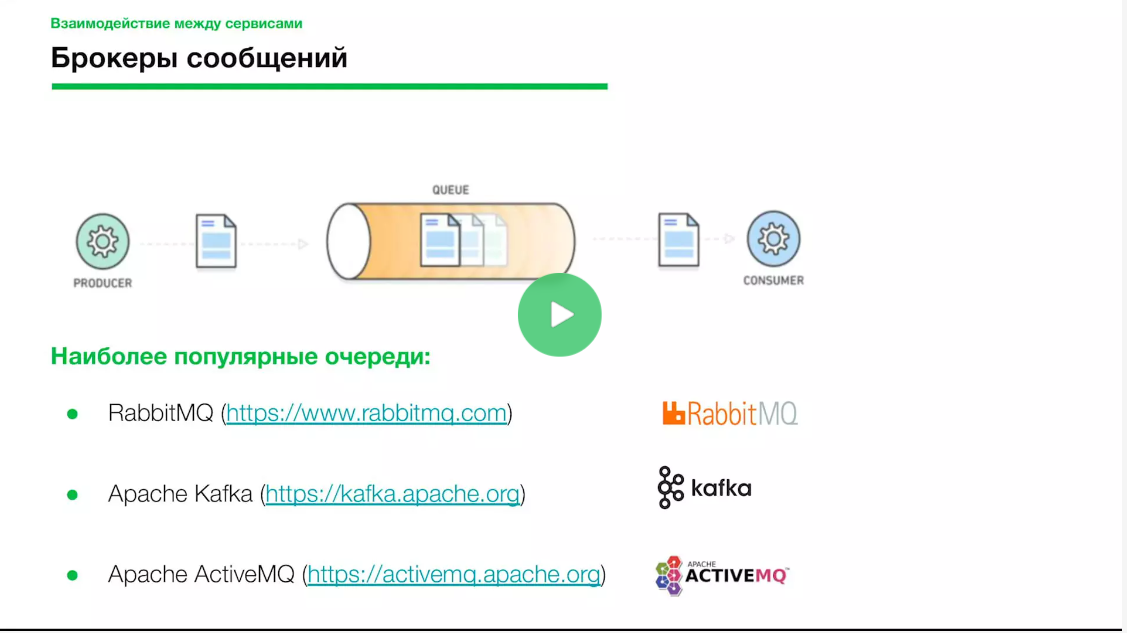 Взаимодействие между сервисами
Брокеры сообщений
QUEUE
PRODUCER
CONSUMER
Наиболее популярные очереди:
● RabbitMQ (https://www.rabbitmq.com)
RabbitMQ
● Apache Kafka (https://kafka.apache.org)
kafka
● Apache ActiveMQ (https://activemq.apache.org)
APACHE
ACTIVEMQ™